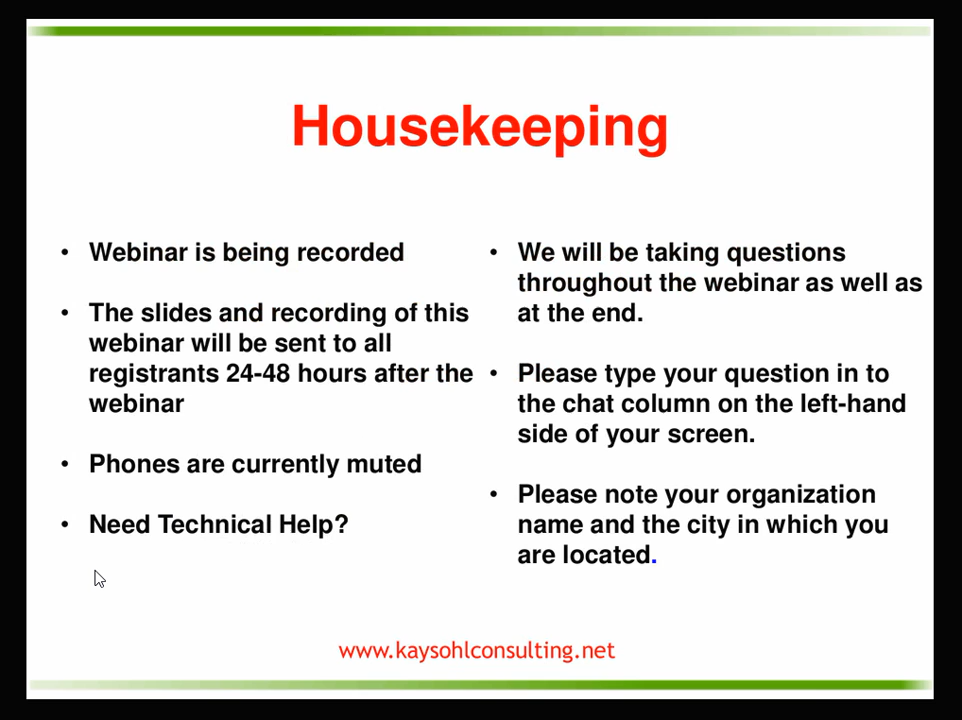 Housekeeping
• Webinar is being recorded
• The slides and recording of this
webinar will be sent to all
registrants 24-48 hours after the
webinar
• Phones are currently muted
• Need Technical Help?
• We will be taking questions
throughout the webinar as well as
at the end.
• Please type your question in to
the chat column on the left-hand
side of your screen.
• Please note your organization
name and the city in which you
are located.
www.kaysohlconsulting.net